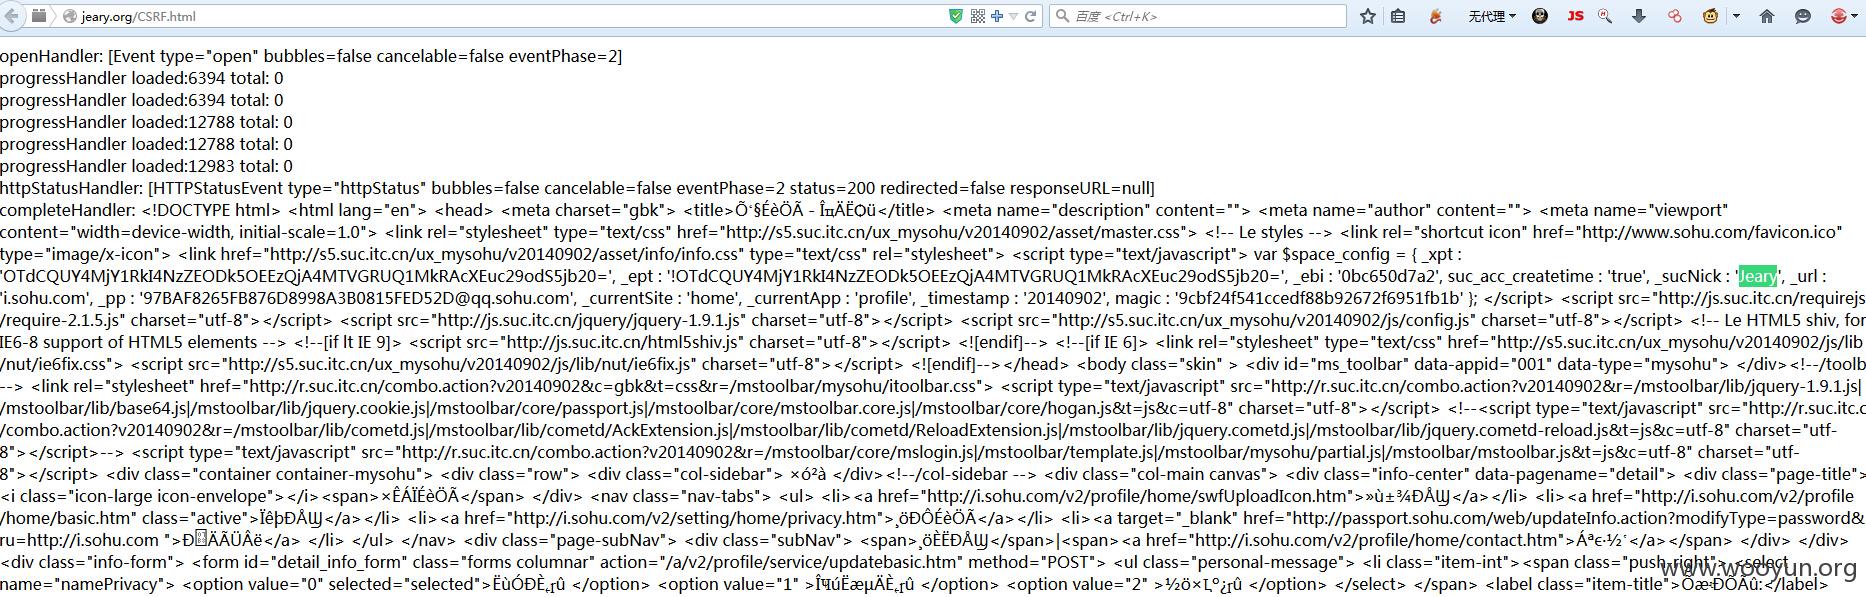 jeary.org/CSRF.html
百度 <Ctrl+K>
无代理
JS
openHandler: [Event type="open" bubbles=false cancelable=false eventPhase=2]
progressHandler loaded:6394 total: 0
progressHandler loaded:6394 total: 0
progressHandler loaded:12788 total: 0
progressHandler loaded:12788 total: 0
progressHandler loaded:12983 total: 0
httpStatusHandler: [HTTPStatusEvent type="httpStatus" bubbles=false cancelable=false eventPhase=2 status=200 redirected=false responseURL=null]
completeHandler: <!DOCTYPE html> <html lang="en"> <head> <meta charset="gbk"> <title></title> <meta name="description" content=""> <meta name="author" content=""> <meta name="viewport"
content="width=device-width, initial-scale=1.0"> <link rel="stylesheet" type="text/css" href="http://s5.suc.itc.cn/ux_mysohu/v20140902/asset/master.css"> <!-- Le styles --> <link rel="shortcut icon" href="http://www.sohu.com/favicon.ico"
type="image/x-icon"> <link href="http://s5.suc.itc.cn/ux_mysohu/v20140902/asset/info/info.css" type="text/css" rel="stylesheet"> <script type="text/javascript"> var $space_config = { _xpt :
'OTdCQUY4MjY1RkI4NzZEODk5OEEzQjA4MTVGRUQ1MkRAcXEuc29odS5jb20=', _ept : '!OTdCQUY4MjY1RkI4NzZEODk5OEEzQjA4MTVGRUQ1MkRAcXEuc29odS5jb20=', _ebi : '0bc650d7a2', suc_acc_createtime : 'true', _sucNick : 'Jeary', _url :
'i.sohu.com', _pp : '97BAF8265FB876D8998A3B0815FED52D@qq.sohu.com', _currentSite : 'home', _currentApp : 'profile', _timestamp : '20140902', magic : '9cbf24f541ccedf88b92672f6951fb1b' }; </script> <script src="http://js.suc.itc.cn/requirejs
/require-2.1.5.js" charset="utf-8"></script> <script src="http://js.suc.itc.cn/jquery/jquery-1.9.1.js" charset="utf-8"></script> <script src="http://s5.suc.itc.cn/ux_mysohu/v20140902/js/config.js" charset="utf-8"></script> <!-- Le HTML5 shiv, for
IE6-8 support of HTML5 elements --> <!--[if lt IE 9]> <script src="http://js.suc.itc.cn/html5shiv.js" charset="utf-8"></script> <![endif]--> <!--[if IE 6]> <link rel="stylesheet" type="text/css" href="http://s5.suc.itc.cn/ux_mysohu/v20140902/js/lib
/nut/ie6fix.css"> <script src="http://s5.suc.itc.cn/ux_mysohu/v20140902/js/lib/nut/ie6fix.js" charset="utf-8"></script> <![endif]--></head> <body class="skin" > <div id="ms_toolbar" data-appid="001" data-type="mysohu"> </div><!--/toolb
--> <link rel="stylesheet" href="http://r.suc.itc.cn/combo.action?v20140902&c=gbk&t=css&r=/mstoolbar/mysohu/itoolbar.css"> <script type="text/javascript" src="http://r.suc.itc.cn/combo.action?v20140902&r=/mstoolbar/lib/jquery-1.9.1.js|
/mstoolbar/lib/base64.js|/mstoolbar/lib/jquery.cookie.js|/mstoolbar/core/passport.js|/mstoolbar/core/mstoolbar.core.js|/mstoolbar/core/hogan.js&t=js&c=utf-8" charset="utf-8"></script> <!--<script type="text/javascript" src="http://r.suc.itc.c
/combo.action?v20140902&r=/mstoolbar/lib/cometd.js|/mstoolbar/lib/cometd/AckExtension.js|/mstoolbar/lib/cometd/ReloadExtension.js|/mstoolbar/lib/jquery.cometd.js|/mstoolbar/lib/jquery.cometd-reload.js&t=js&c=utf-8" charset="utf-
8"></script>--> <script type="text/javascript" src="http://r.suc.itc.cn/combo.action?v20140902&r=/mstoolbar/core/mslogin.js|/mstoolbar/template.js|/mstoolbar/mysohu/partial.js|/mstoolbar/mstoolbar.js&t=js&c=utf-8" charset="utf-
8"></script> <div class="container container-mysohu"> <div class="row"> <div class="col-sidebar"> ×ó²à </div><!--/col-sidebar --> <div class="col-main canvas"> <div class="info-center" data-pagename="detail"> <div class="page-title">
<i class="icon-large icon-envelope"></i><span>×ÊÁÏÉèÖÃ</span> </div> <nav class="nav-tabs"> <ul> <li><a href="http://i.sohu.com/v2/profile/home/swfUploadIcon.htm"></a></li> <li><a href="http://i.sohu.com/v2/profile
/home/basic.htm" class="active"></a></li> <li><a href="http://i.sohu.com/v2/setting/home/privacy.htm">¸öÐÔÉèÖÃ</a></li> <li><a target="_blank" href="http://passport.sohu.com/web/updateInfo.action?modifyType=password&
ru=http://i.sohu.com "></a> </li> </ul> </nav> <div class="page-subNav"> <div class="subNav"> <span></span>|<span><a href="http://i.sohu.com/v2/profile/home/contact.htm"></a></span> </div> </div>
<div class="info-form"> <form id="detail_info_form" class="forms columnar" action="/a/v2/profile/service/updatebasic.htm" method="POST"> <ul class="personal-message"> <li class="item-int"><span class="push-right"> <select
name="namePrivacy"> <option value="0" selected="selected"> </option> <option value="1" > </option> <option value="2" > </option> </select> </span> <label class="item-title"></label>
www.wooyun.org